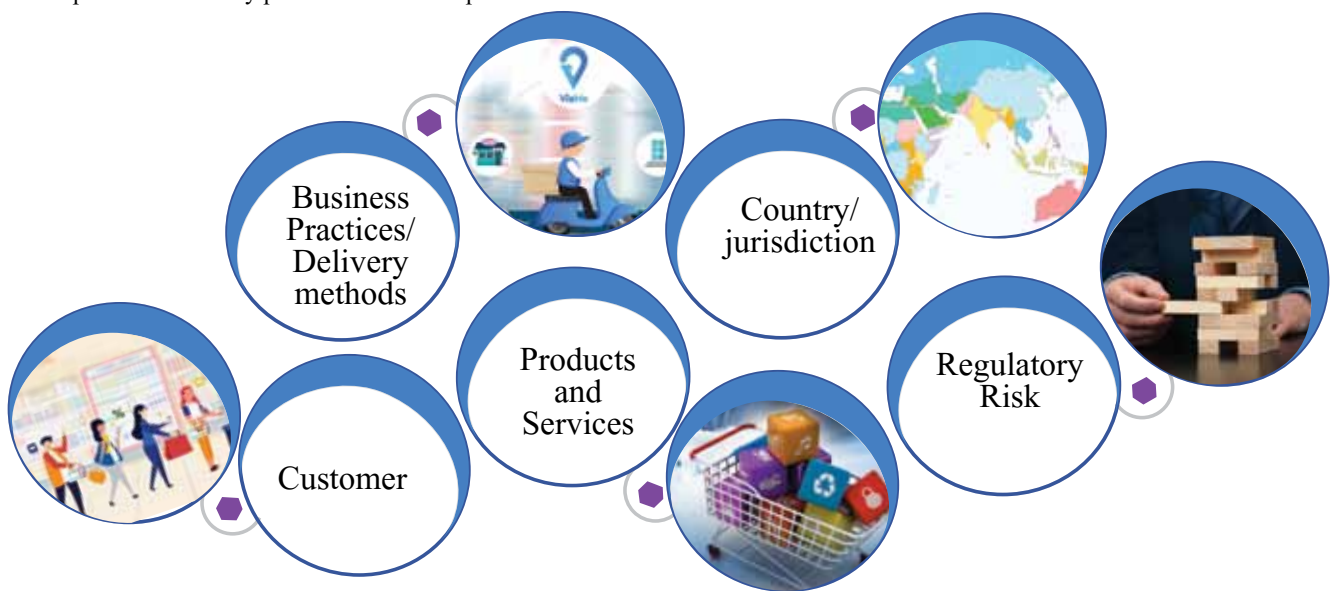 Business
Practices/
Delivery
methods
Country/
jurisdiction
Products
and
Services
Regulatory
Risk
Customer